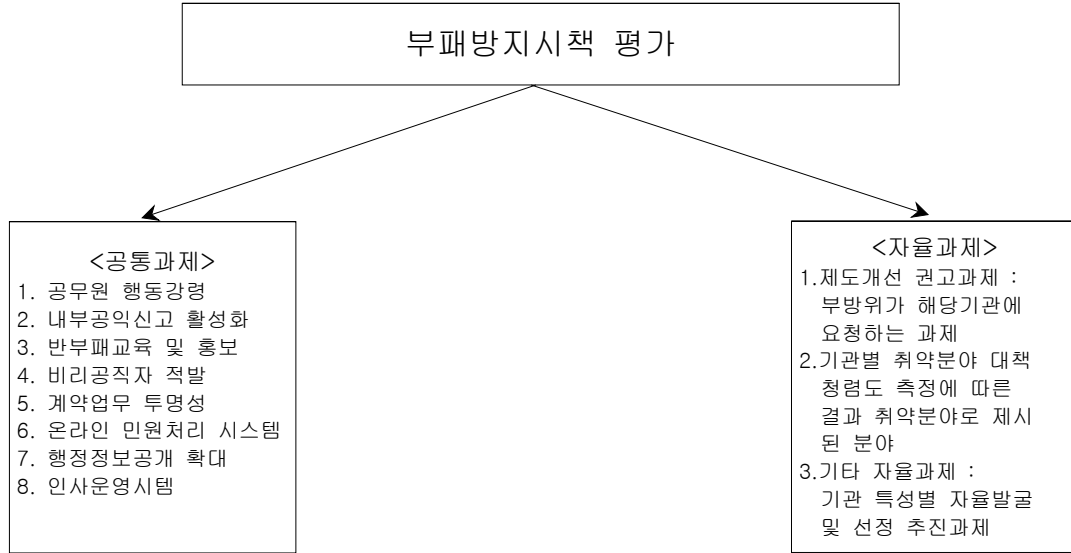 부패방지시책 평가
<공통과제>
1. 공무원 행동강령
2. 내부공익신고 활성화
3. 반부패교육 및 홍보
4. 비리공직자 적발
5. 계약업무 투명성
6. 온라인 민원처리 시스템
7. 행정정보공개 확대
8. 인사운영시템
<자율과제>
1.제도개선 권고과제 :
부방위가 해당기관에
요청하는 과제
2.기관별 취약분야 대책
청렴도 측정에 따른
결과 취약분야로 제시
된 분야
3.기타 자율과제 :
기관 특성별 자율발굴
및 선정 추진과제